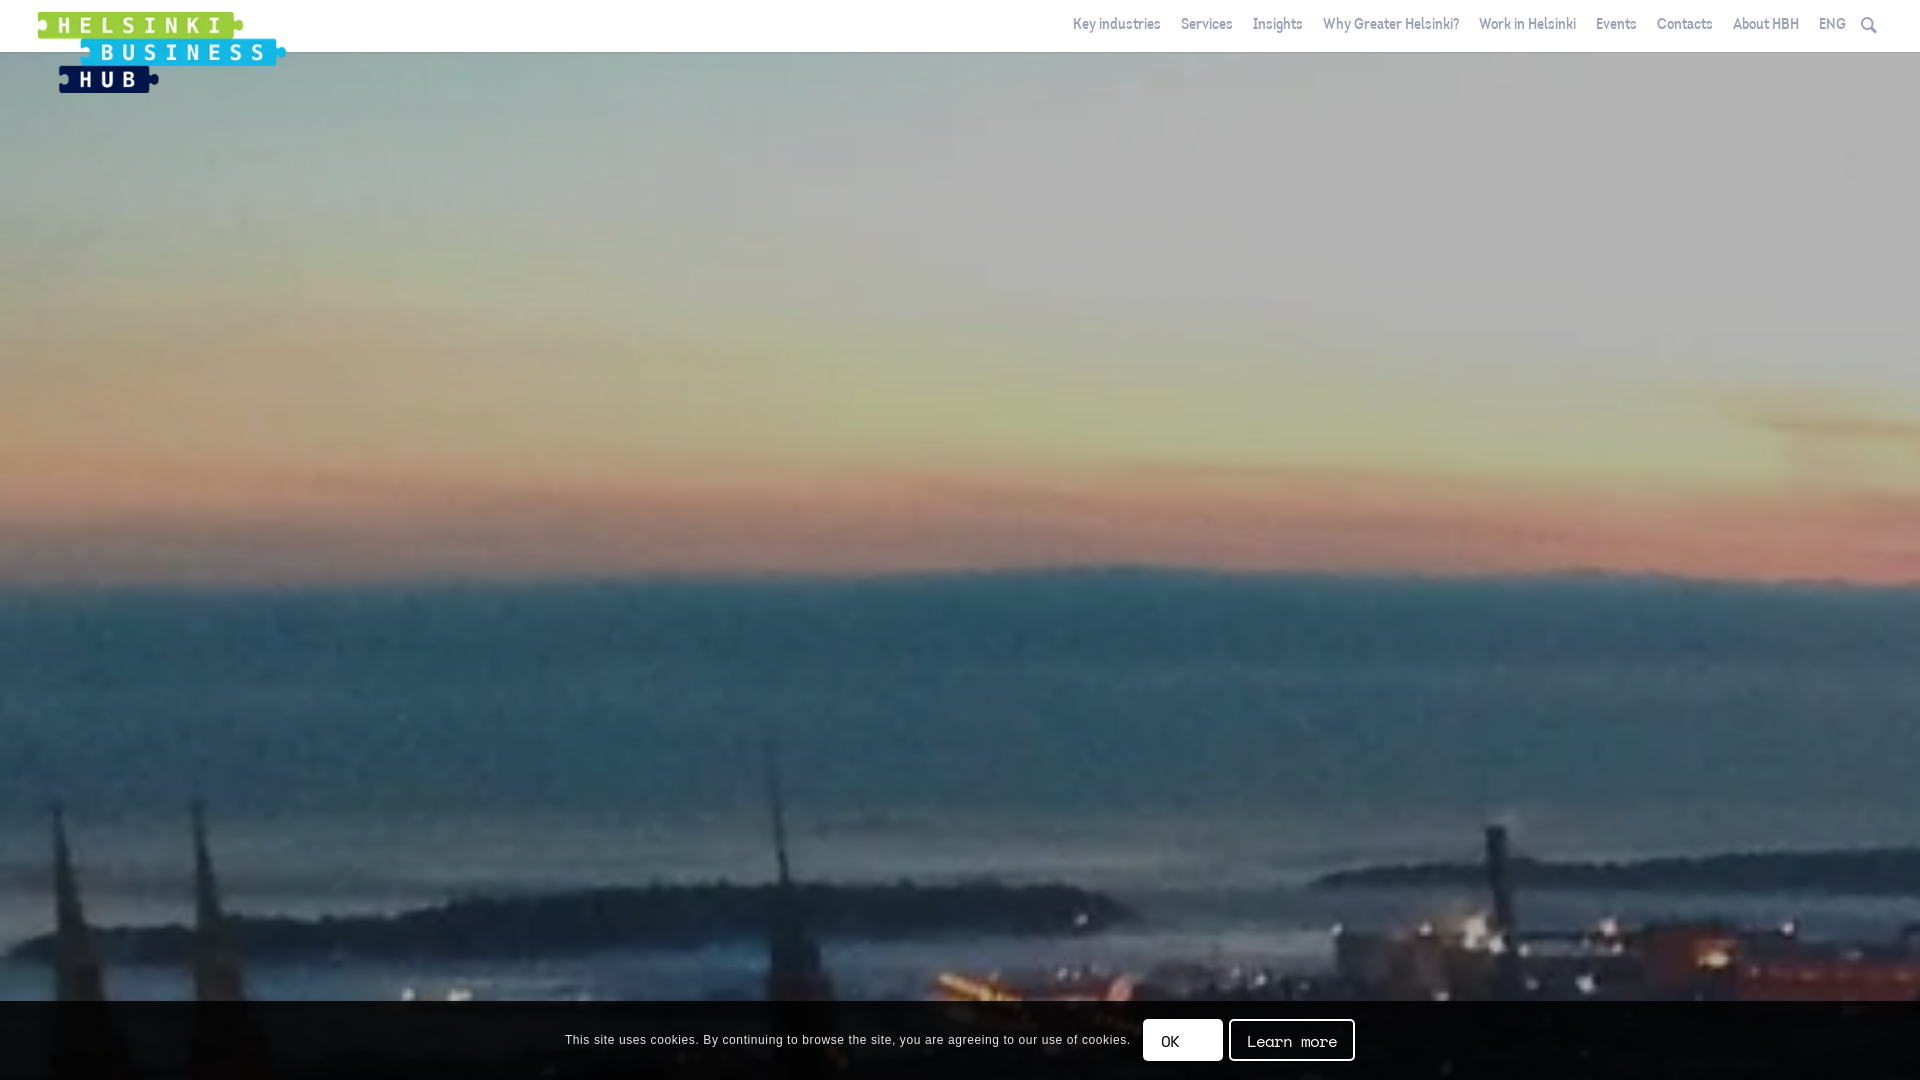 HELSINKI
BUSINESS
HUB
Key industries Services Insights Why Greater Helsinki? Work in Helsinki Events Contacts About HBH ENG
This site uses cookies. By continuing to browse the site, you are agreeing to our use of cookies. OK Learn more